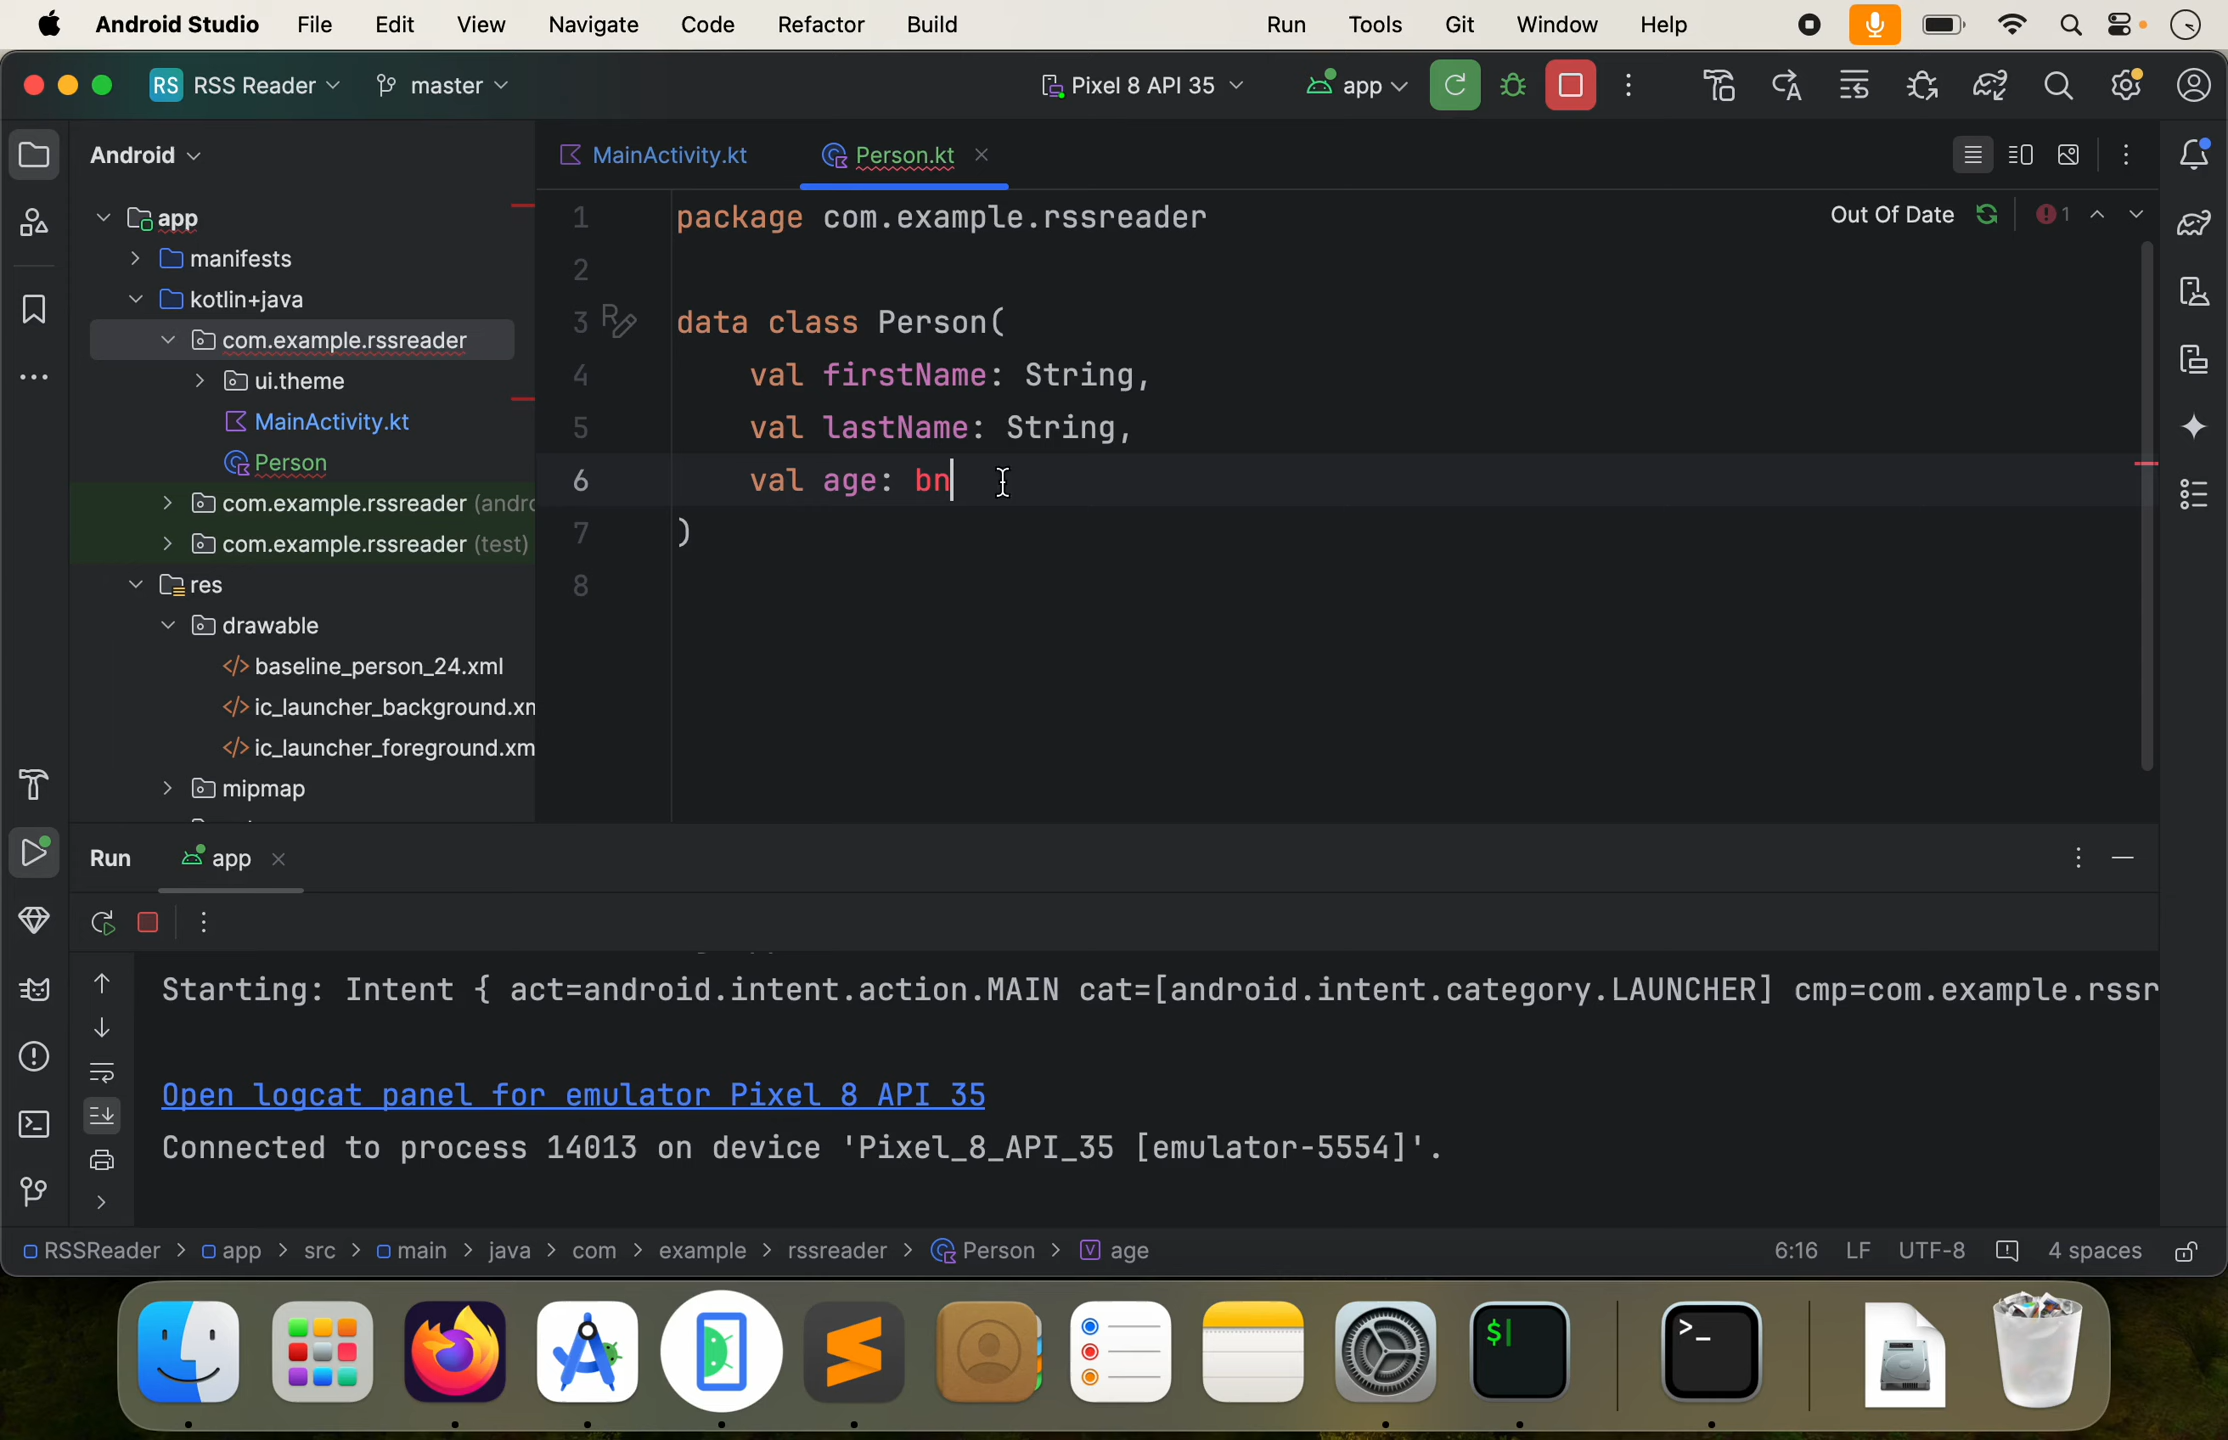 Android Studio File Edit View Navigate Code Refactor Build Run Tools Git Window Help
RS RSS Reader master Pixel 8 API 35 app
Android
MainActivity.kt Person.kt
app
manifests
kotlin+java
com.example.rssreader
ui.theme
MainActivity.kt
Person
com.example.rssreader (andro
com.example.rssreader (test)
res
drawable
baseline_person_24.xml
ic_launcher_background.xm
ic_launcher_foreground.xm
mipmap
Out Of Date 1
1 package com.example.rssreader
2
3 data class Person(
4 val firstName: String,
5 val lastName: String,
6 val age: bn
7 )
8
Run app
Starting: Intent { act=android.intent.action.MAIN cat=[android.intent.category.LAUNCHER] cmp=com.example.rssr
Open logcat panel for emulator Pixel 8 API 35
Connected to process 14013 on device 'Pixel_8_API_35 [emulator-5554]'.
RSSReader > app > src > main > java > com > example > rssreader > Person > age 6:16 LF UTF-8 4 spaces